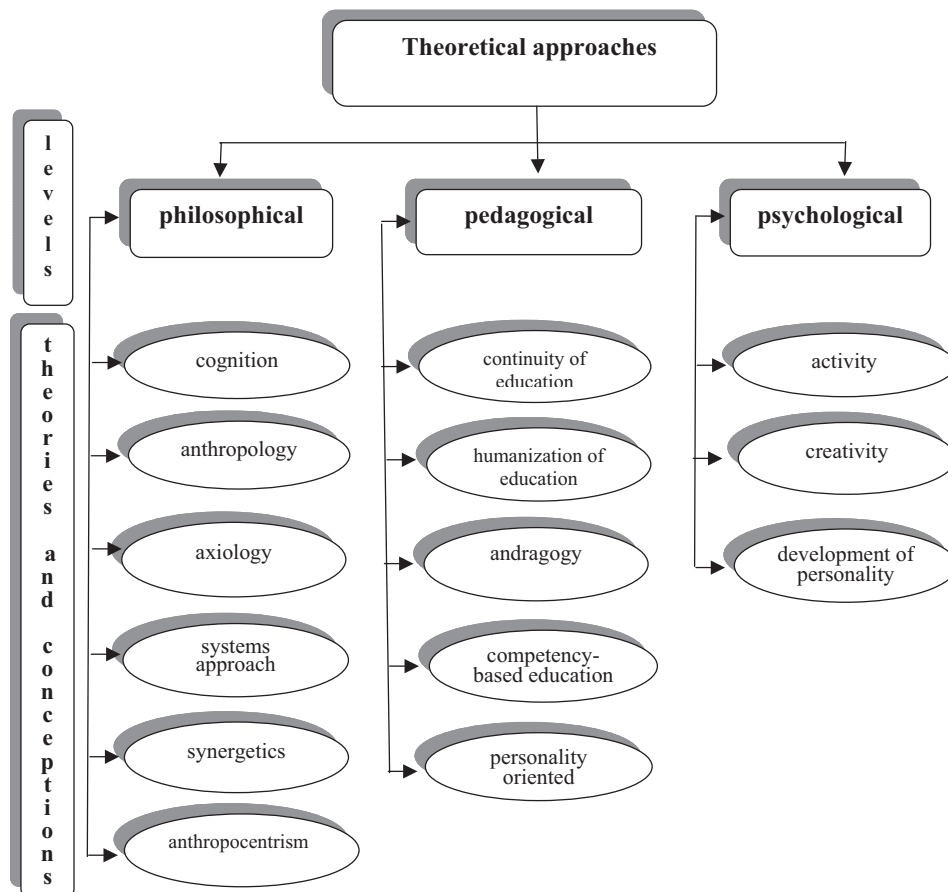 Theoretical approaches
levels
philosophical
pedagogical
psychological
theories and conceptions
cognition
anthropology
axiology
systems
approach
synergetics
anthropocentrism
continuity of
education
humanization of
education
andragogy
competency-
based education
personality
oriented
activity
creativity
development of
personality